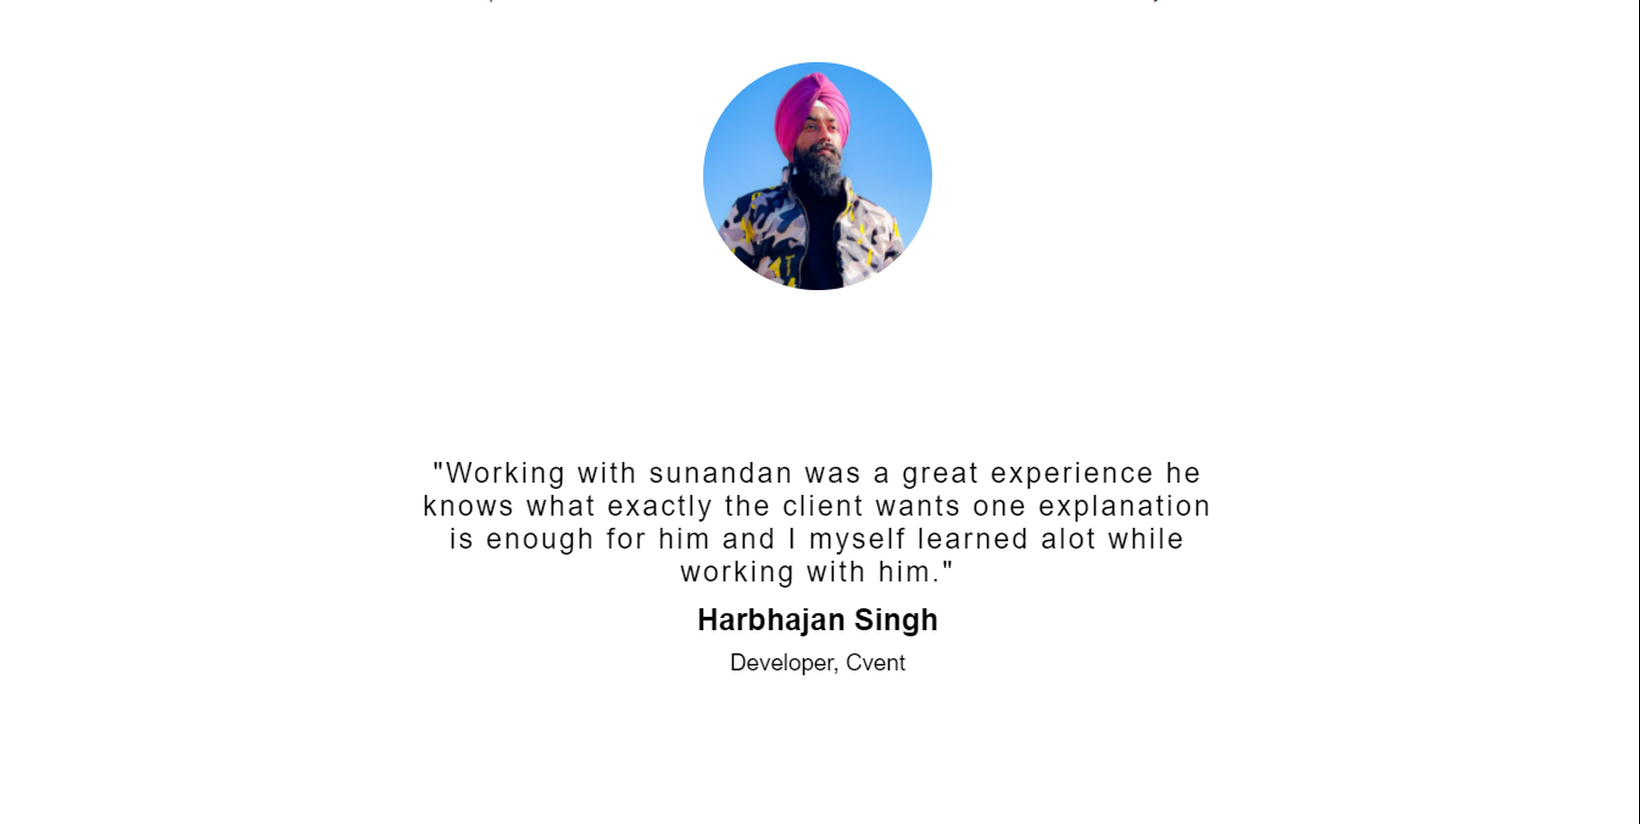 "Working with sunandan was a great experience he
knows what exactly the client wants one explanation
is enough for him and I myself learned alot while
working with him."
Harbhajan Singh
Developer, Cvent